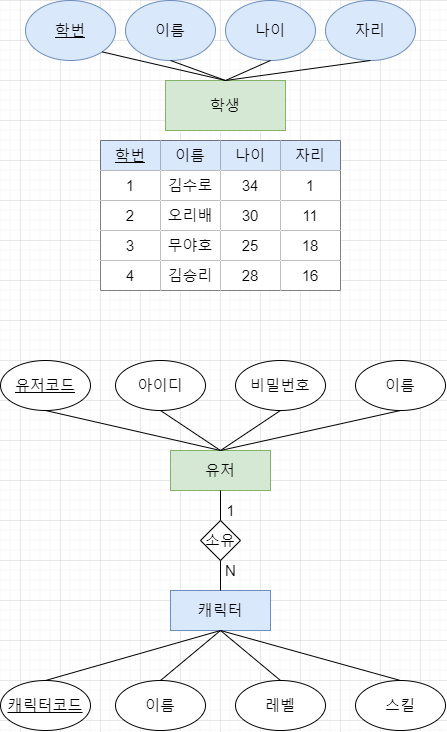 학번 이름 나이 자리
학생
학번 이름 나이 자리
1 김수로 34 1
2 오리배 30 11
3 무야호 25 18
4 김승리 28 16
유저코드 아이디 비밀번호 이름
유저
1
소유
N
캐릭터
캐릭터코드 이름 레벨 스킬